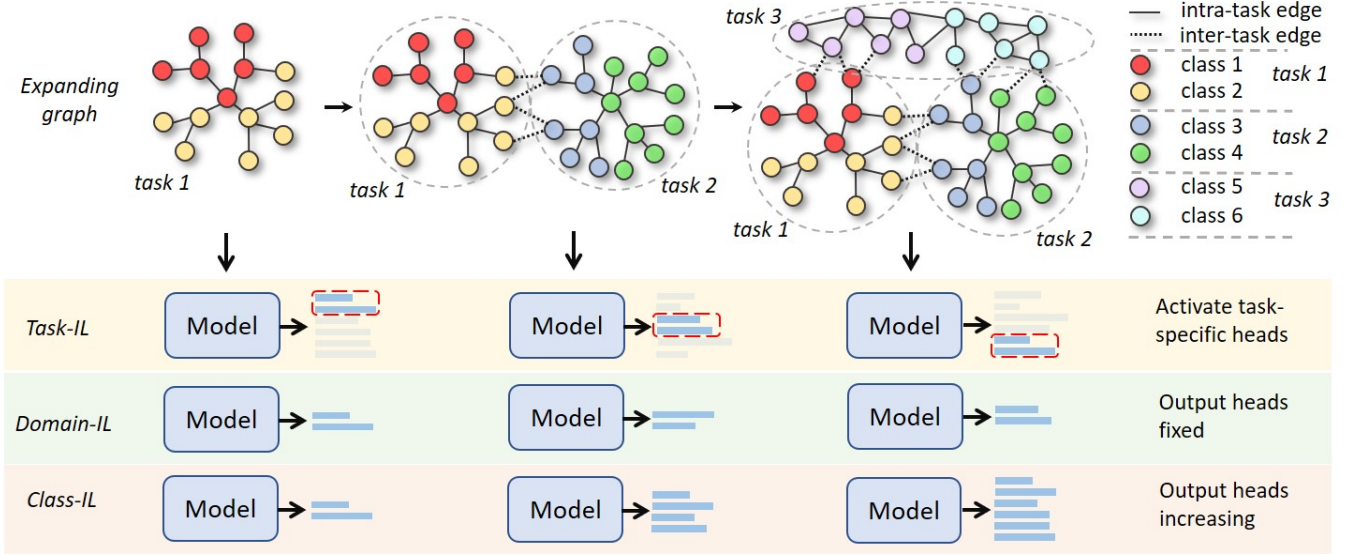 Expanding
graph
task 1
task 1
task 2
task 3
task 1
task 2
intra-task edge
inter-task edge
class 1
class 2
task 1
class 3
class 4
task 2
class 5
class 6
task 3
Task-IL
Model
Model
Model
Activate task-
specific heads
Domain-IL
Model
Model
Model
Output heads
fixed
Class-IL
Model
Model
Model
Output heads
increasing